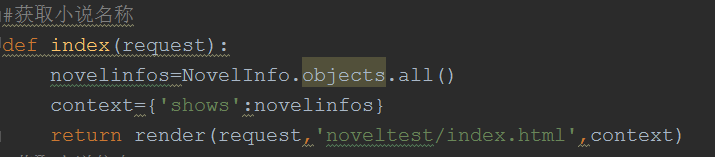 #获取小说名称
def index(request):
    novelinfos=NovelInfo.objects.all()
    context={'shows':novelinfos}
    return render(request,'noveltest/index.html',context)